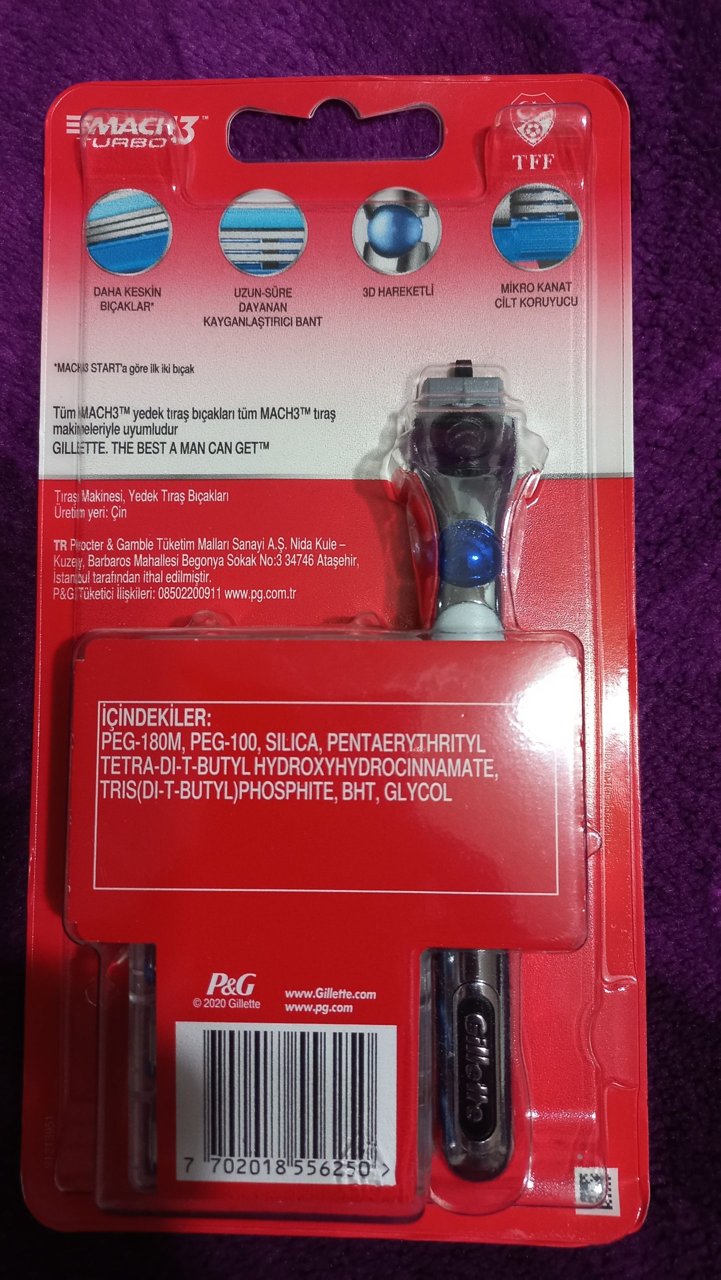 MACH3™
TURBO
TFF
DAHA KESKİN
BIÇAKLAR*
UZUN-SÜRE
DAYANAN
KAYGANLAŞTIRICI BANT
3D HAREKETLİ
MİKRO KANAT
CİLT KORUYUCU
*MACH3 START'a göre ilk iki bıçak
Tüm MACH3™ yedek tıraş bıçakları tüm MACH3™ tıraş
makineleriyle uyumludur
GILLETTE. THE BEST A MAN CAN GET™
Tıraş Makinesi, Yedek Tıraş Bıçakları
Üretim yeri: Çin
TR Procter & Gamble Tüketim Malları Sanayi A.Ş. Nida Kule –
Kuzey, Barbaros Mahallesi Begonya Sokak No:3 34746 Ataşehir,
İstanbul tarafından ithal edilmiştir.
P&G Tüketici İlişkileri: 08502200911 www.pg.com.tr
İÇİNDEKİLER:
PEG-180M, PEG-100, SILICA, PENTAERYTHRITYL
TETRA-DI-T-BUTYL HYDROXYHYDROCINNAMATE,
TRIS(DI-T-BUTYL)PHOSPHITE, BHT, GLYCOL
P&G
© 2020 Gillette
www.Gillette.com
www.pg.com
Gillette
7 702018 556250 >